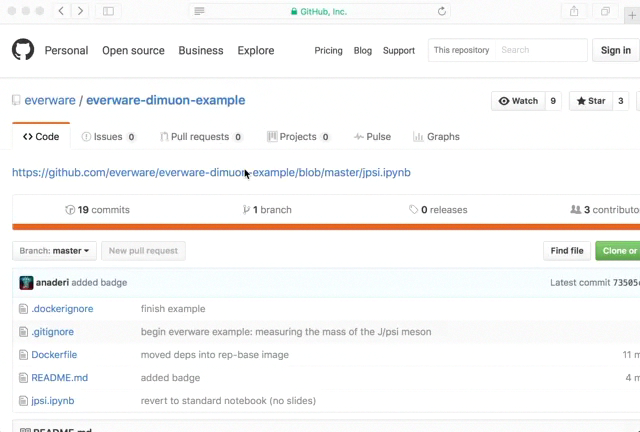 GitHub, Inc.
Personal Open source Business Explore Pricing Blog Support This repository Search Sign in
everware / everware-dimuon-example Watch 9 Star 3
Code Issues 0 Pull requests 0 Projects 0 Pulse Graphs
https://github.com/everware/everware-dimuon-example/blob/master/jpsi.ipynb
19 commits 1 branch 0 releases 3 contributo
Branch: master New pull request Find file Clone or
anaderi added badge Latest commit 73505
.dockerignore finish example
.gitignore begin everware example: measuring the mass of the J/psi meson
Dockerfile moved deps into rep-base image 11 m
README.md added badge 4 m
jpsi.ipynb revert to standard notebook (no slides)
README.md